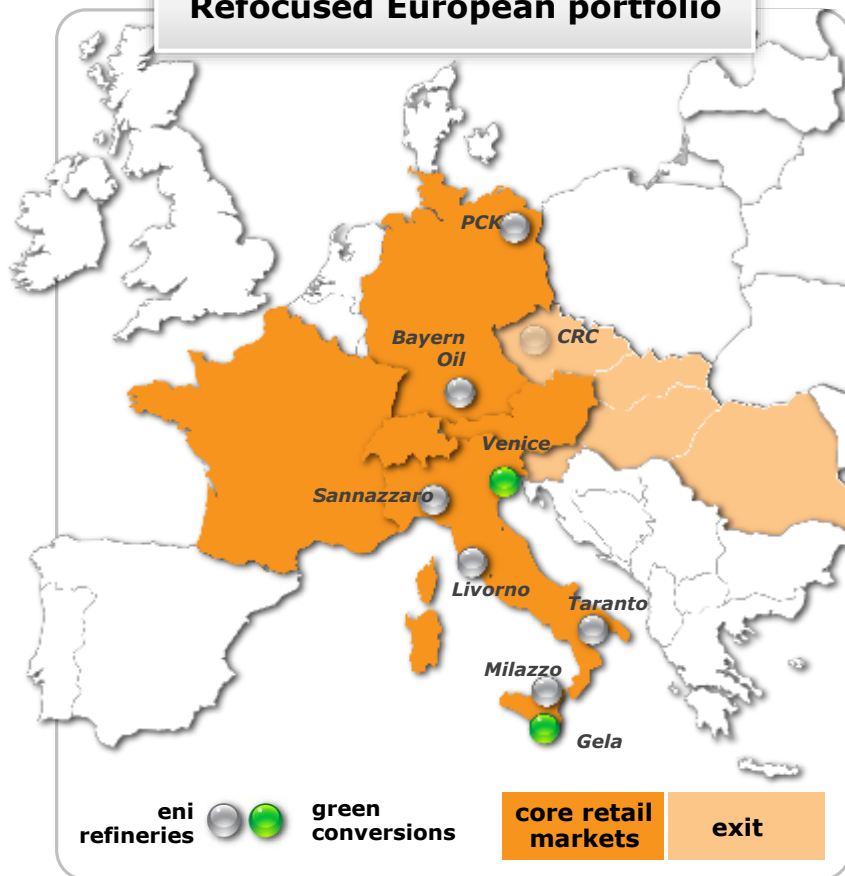 Refocused European portfolio
PCK
Bayern
Oil
CRC
Venice
Sannazzaro
Livorno
Taranto
Milazzo
Gela
eni
refineries
green
conversions
core retail
markets
exit